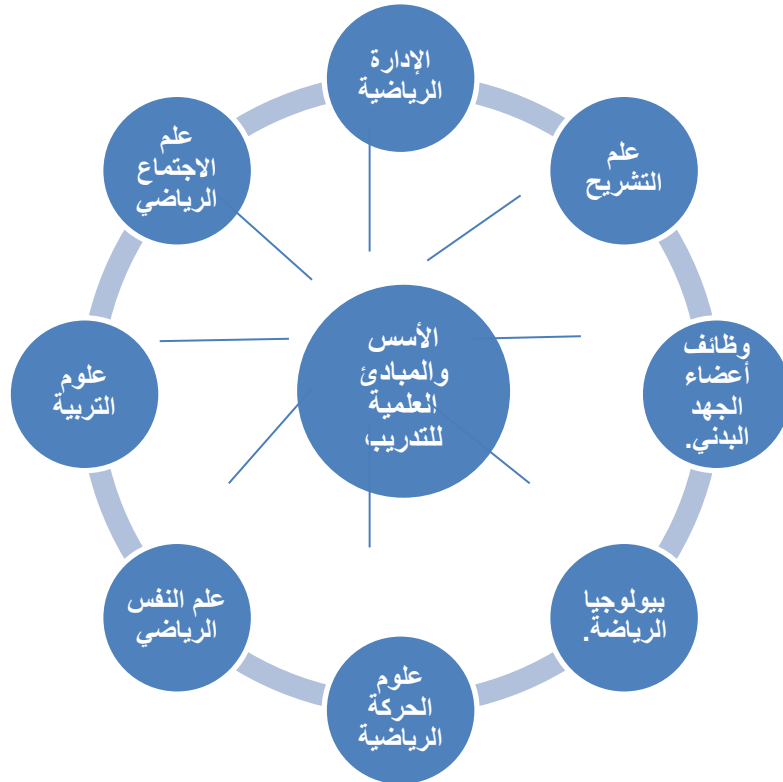 الإدارة
الرياضية
علم
التشريح
وظائف
أعضاء
الجهد
البدني.
بيولوجيا
الرياضة.
علوم
الحركة
الرياضية
علم النفس
الرياضي
علوم
التربية
علم
الاجتماع
الرياضي
الأسس
والمبادئ
العلمية
للتدريب،